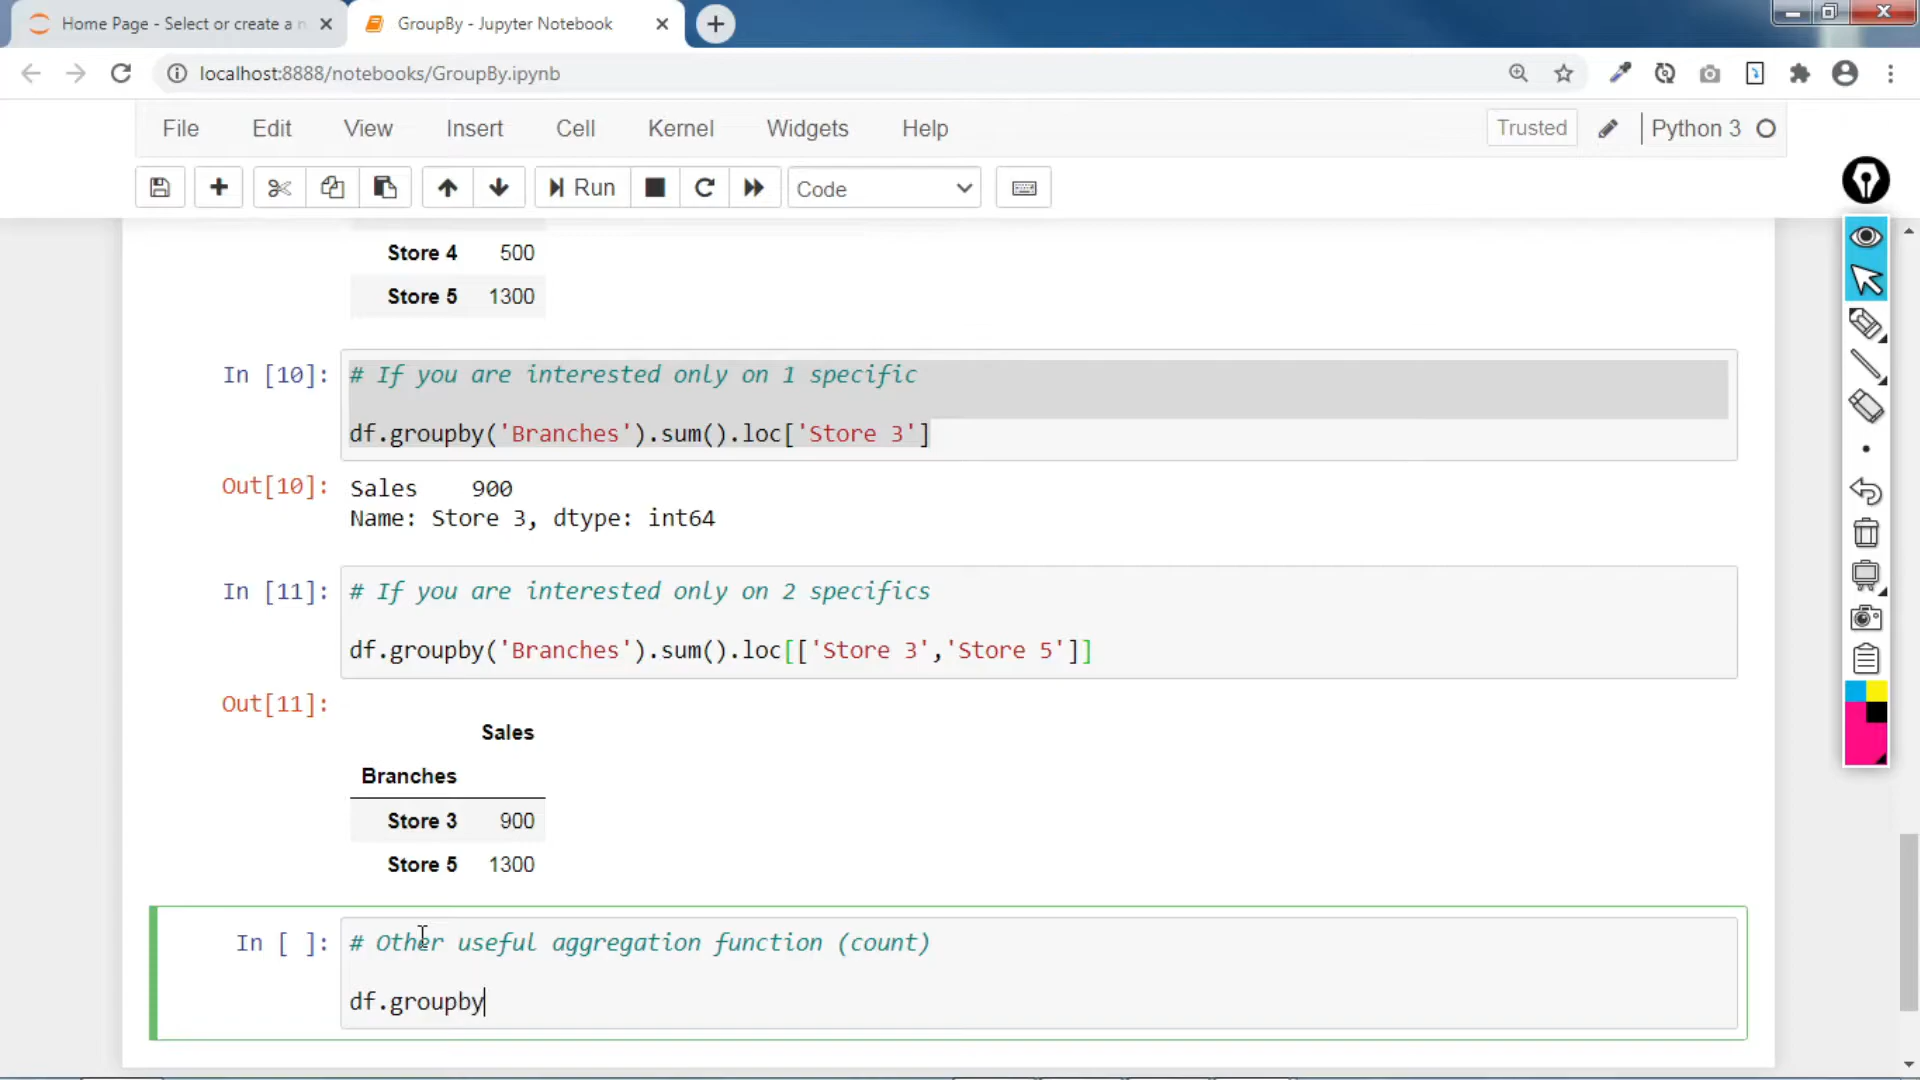 Home Page - Select or create a n
GroupBy - Jupyter Notebook
localhost:8888/notebooks/GroupBy.ipynb
File Edit View Insert Cell Kernel Widgets Help Trusted Python 3
Run Code
Store 4 500
Store 5 1300
In [10]: # If you are interested only on 1 specific
df.groupby('Branches').sum().loc['Store 3']
Out[10]: Sales 900
Name: Store 3, dtype: int64
In [11]: # If you are interested only on 2 specifics
df.groupby('Branches').sum().loc[['Store 3','Store 5']]
Out[11]:
Sales
Branches
Store 3 900
Store 5 1300
In [ ]: # Other useful aggregation function (count)
df.groupby